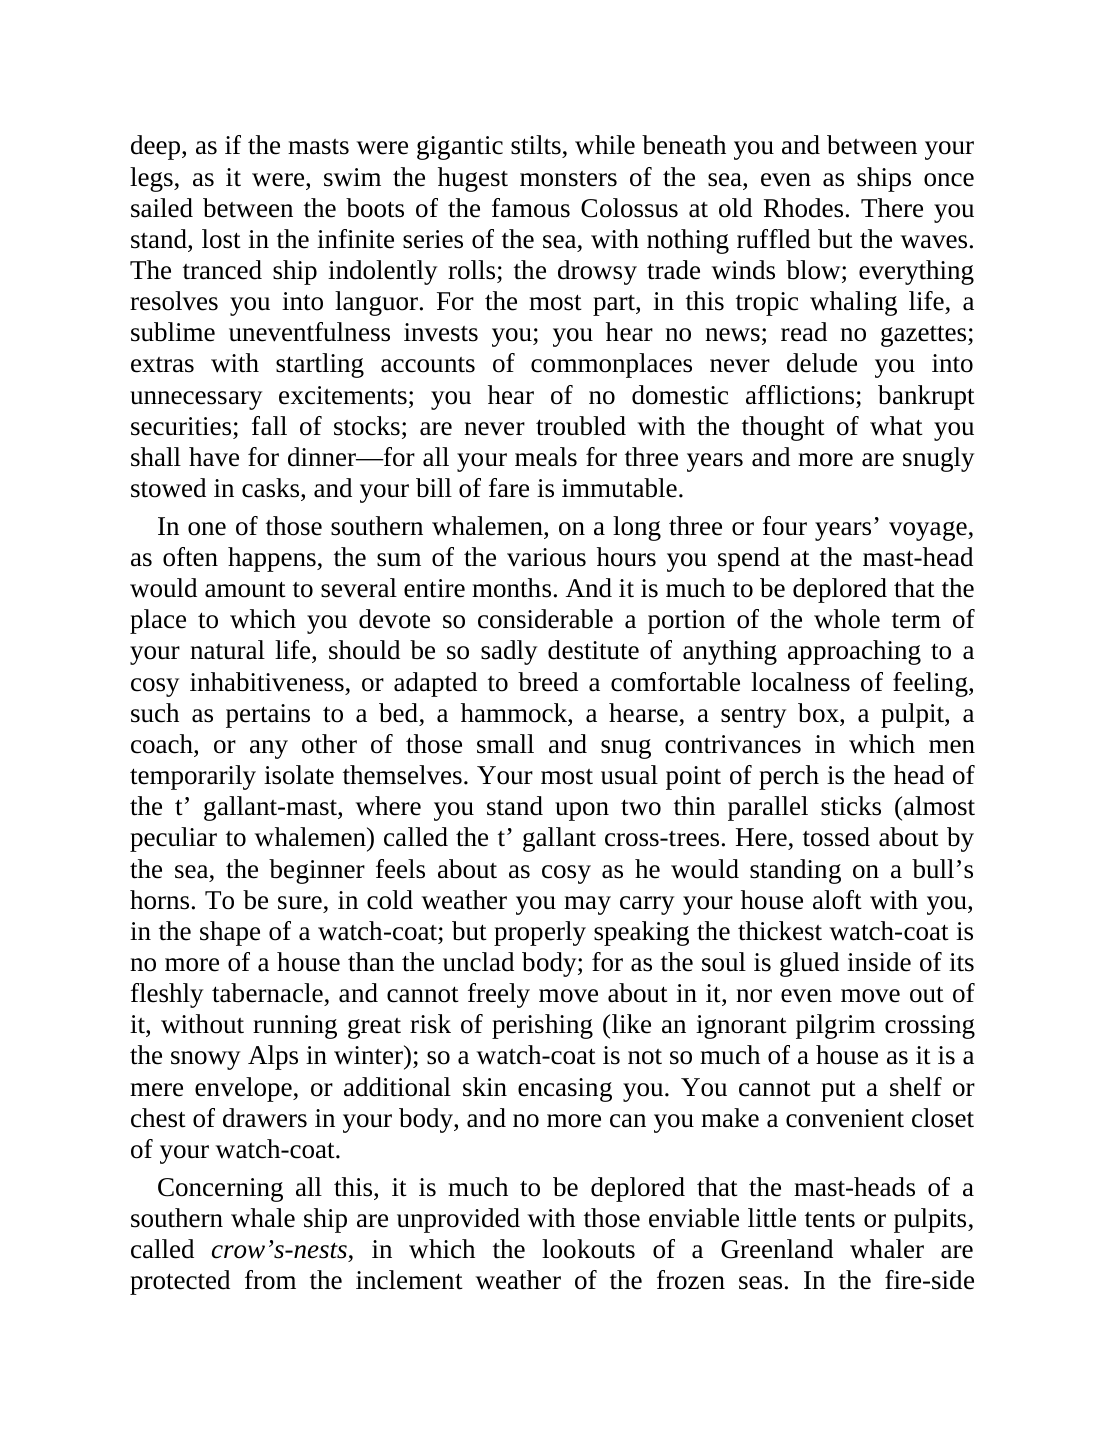 deep, as if the masts were gigantic stilts, while beneath you and between your
legs, as it were, swim the hugest monsters of the sea, even as ships once
sailed between the boots of the famous Colossus at old Rhodes. There you
stand, lost in the infinite series of the sea, with nothing ruffled but the waves.
The tranced ship indolently rolls; the drowsy trade winds blow; everything
resolves you into languor. For the most part, in this tropic whaling life, a
sublime uneventfulness invests you; you hear no news; read no gazettes;
extras with startling accounts of commonplaces never delude you into
unnecessary excitements; you hear of no domestic afflictions; bankrupt
securities; fall of stocks; are never troubled with the thought of what you
shall have for dinner—for all your meals for three years and more are snugly
stowed in casks, and your bill of fare is immutable.
In one of those southern whalemen, on a long three or four years’ voyage,
as often happens, the sum of the various hours you spend at the mast-head
would amount to several entire months. And it is much to be deplored that the
place to which you devote so considerable a portion of the whole term of
your natural life, should be so sadly destitute of anything approaching to a
cosy inhabitiveness, or adapted to breed a comfortable localness of feeling,
such as pertains to a bed, a hammock, a hearse, a sentry box, a pulpit, a
coach, or any other of those small and snug contrivances in which men
temporarily isolate themselves. Your most usual point of perch is the head of
the t’ gallant-mast, where you stand upon two thin parallel sticks (almost
peculiar to whalemen) called the t’ gallant cross-trees. Here, tossed about by
the sea, the beginner feels about as cosy as he would standing on a bull’s
horns. To be sure, in cold weather you may carry your house aloft with you,
in the shape of a watch-coat; but properly speaking the thickest watch-coat is
no more of a house than the unclad body; for as the soul is glued inside of its
fleshly tabernacle, and cannot freely move about in it, nor even move out of
it, without running great risk of perishing (like an ignorant pilgrim crossing
the snowy Alps in winter); so a watch-coat is not so much of a house as it is a
mere envelope, or additional skin encasing you. You cannot put a shelf or
chest of drawers in your body, and no more can you make a convenient closet
of your watch-coat.
Concerning all this, it is much to be deplored that the mast-heads of a
southern whale ship are unprovided with those enviable little tents or pulpits,
called crow’s-nests, in which the lookouts of a Greenland whaler are
protected from the inclement weather of the frozen seas. In the fire-side